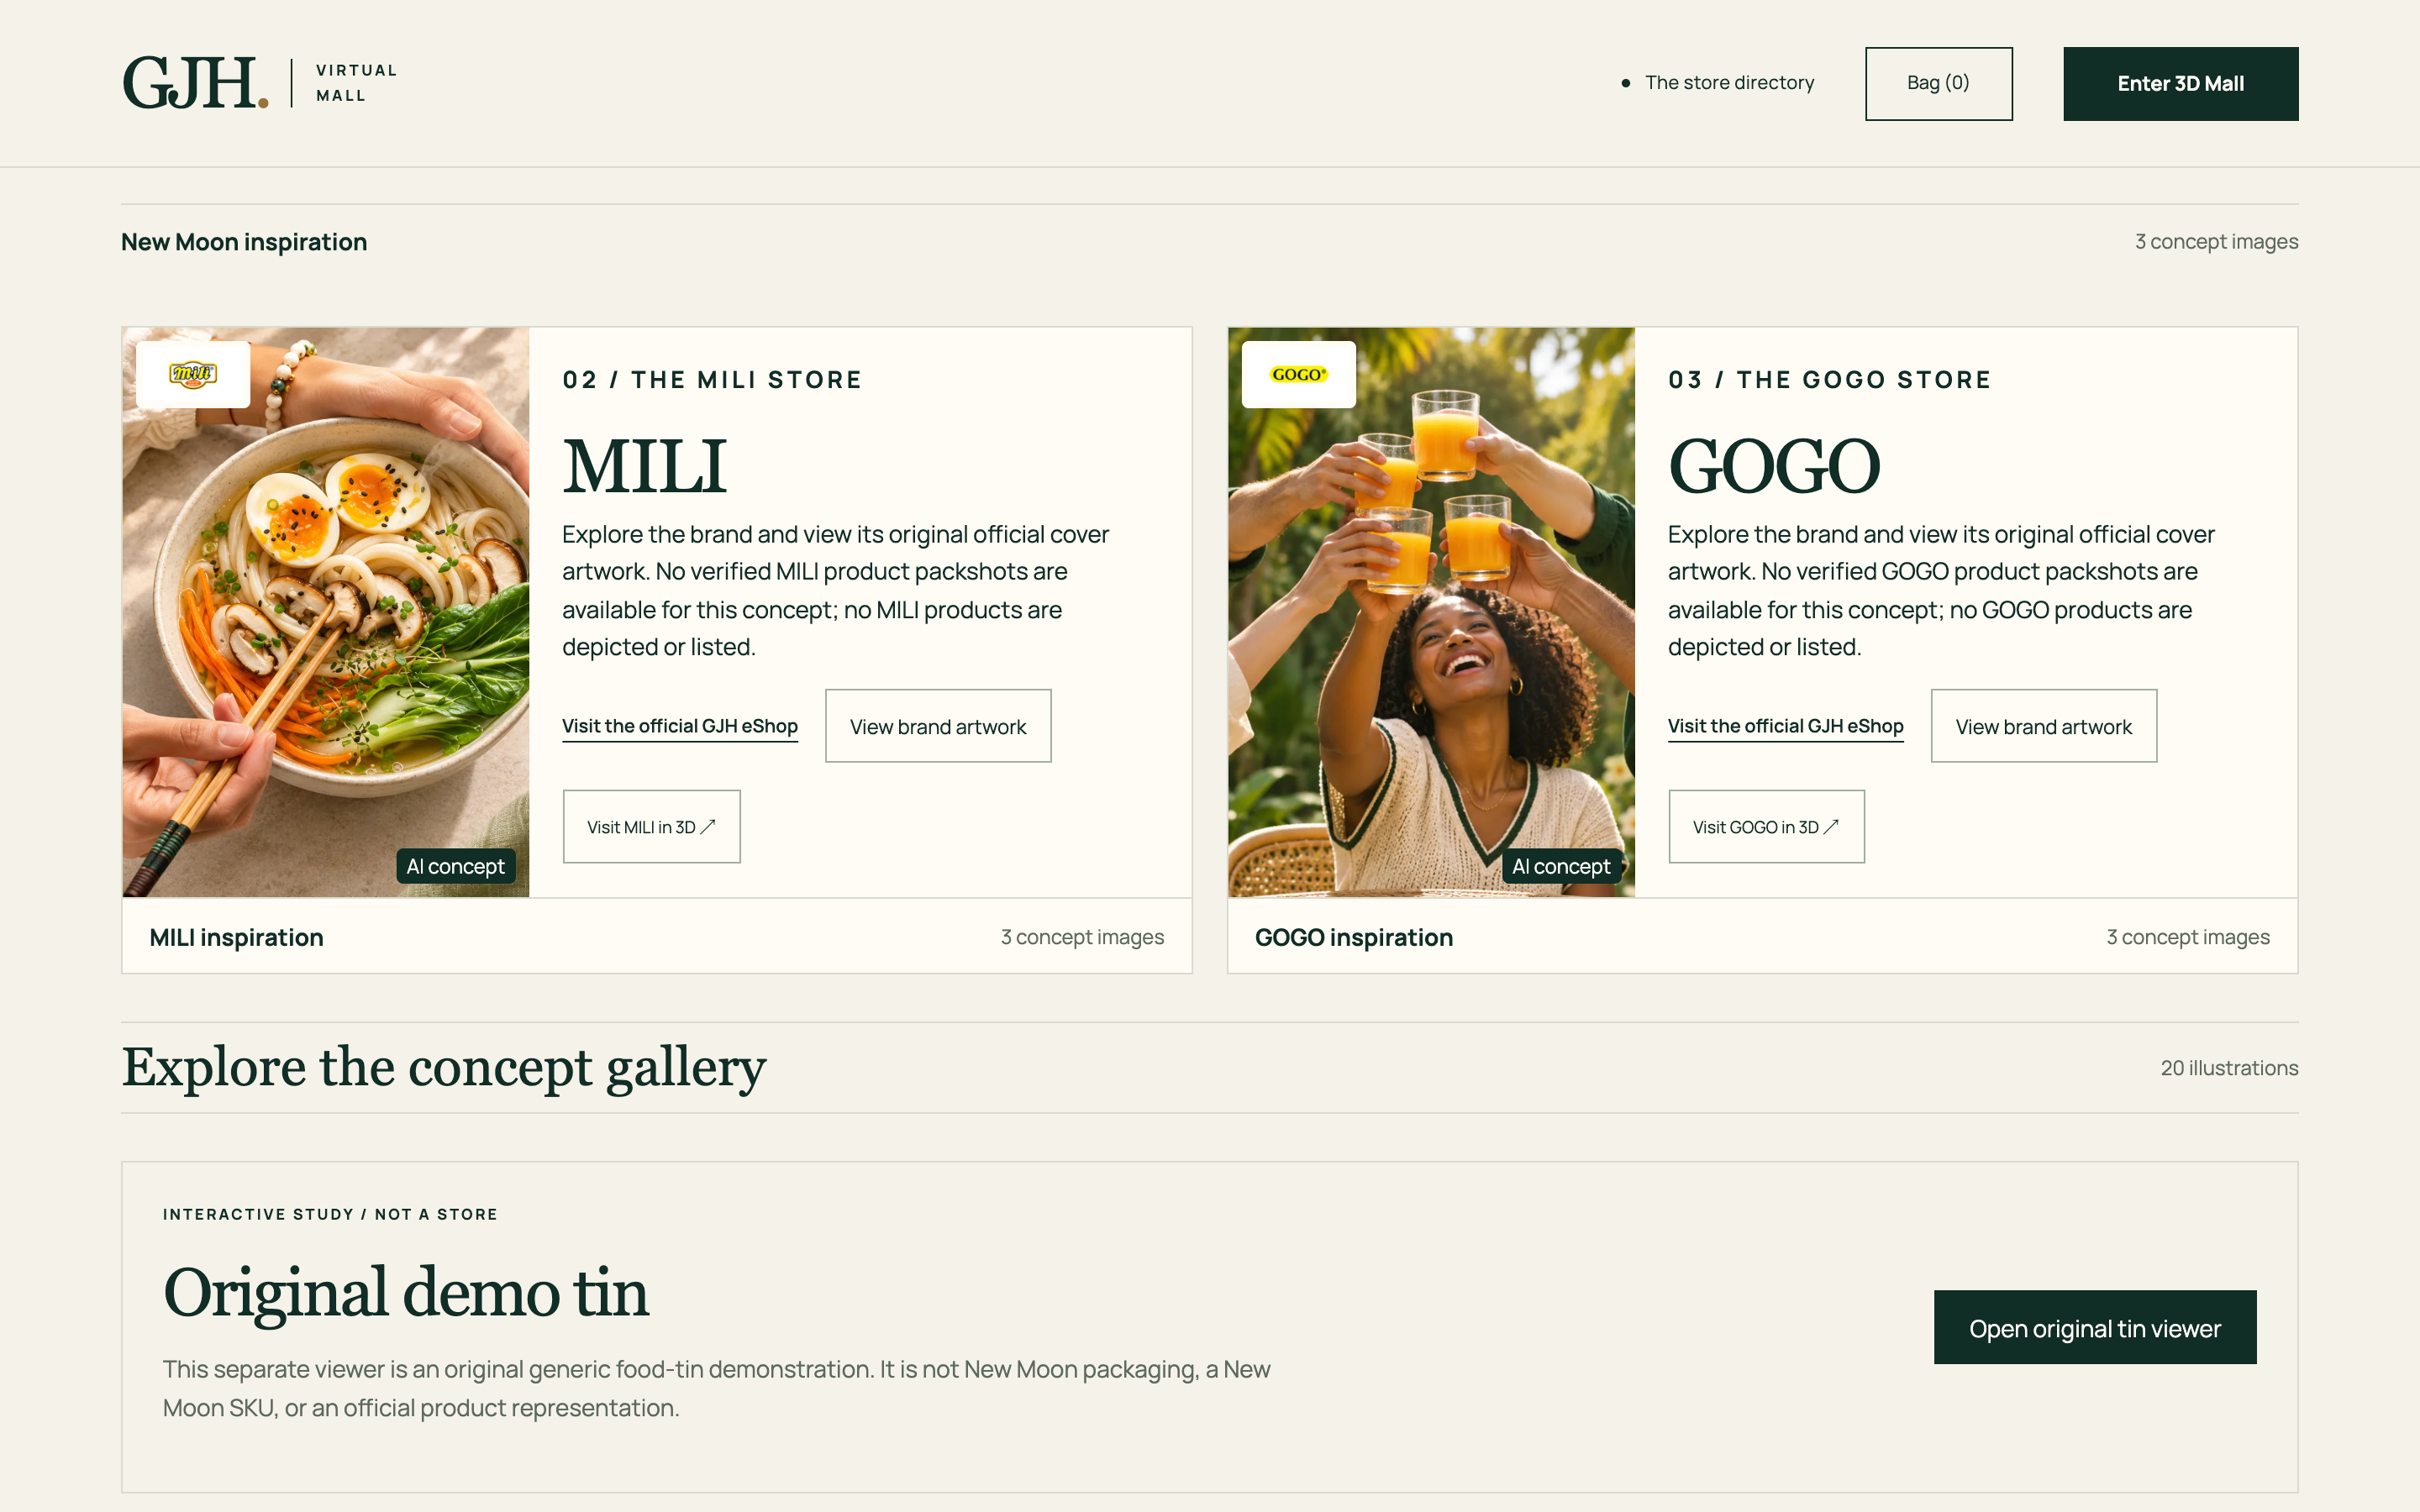 GJH.
VIRTUAL
MALL
The store directory
Bag (0)
Enter 3D Mall
New Moon inspiration
3 concept images
Mili
AI concept
02 / THE MILI STORE
MILI
Explore the brand and view its original official cover
artwork. No verified MILI product packshots are
available for this concept; no MILI products are
depicted or listed.
Visit the official GJH eShop
View brand artwork
Visit MILI in 3D ↗
MILI inspiration
3 concept images
GOGO®
AI concept
03 / THE GOGO STORE
GOGO
Explore the brand and view its original official cover
artwork. No verified GOGO product packshots are
available for this concept; no GOGO products are
depicted or listed.
Visit the official GJH eShop
View brand artwork
Visit GOGO in 3D ↗
GOGO inspiration
3 concept images
Explore the concept gallery
20 illustrations
INTERACTIVE STUDY / NOT A STORE
Original demo tin
This separate viewer is an original generic food-tin demonstration. It is not New Moon packaging, a New
Moon SKU, or an official product representation.
Open original tin viewer